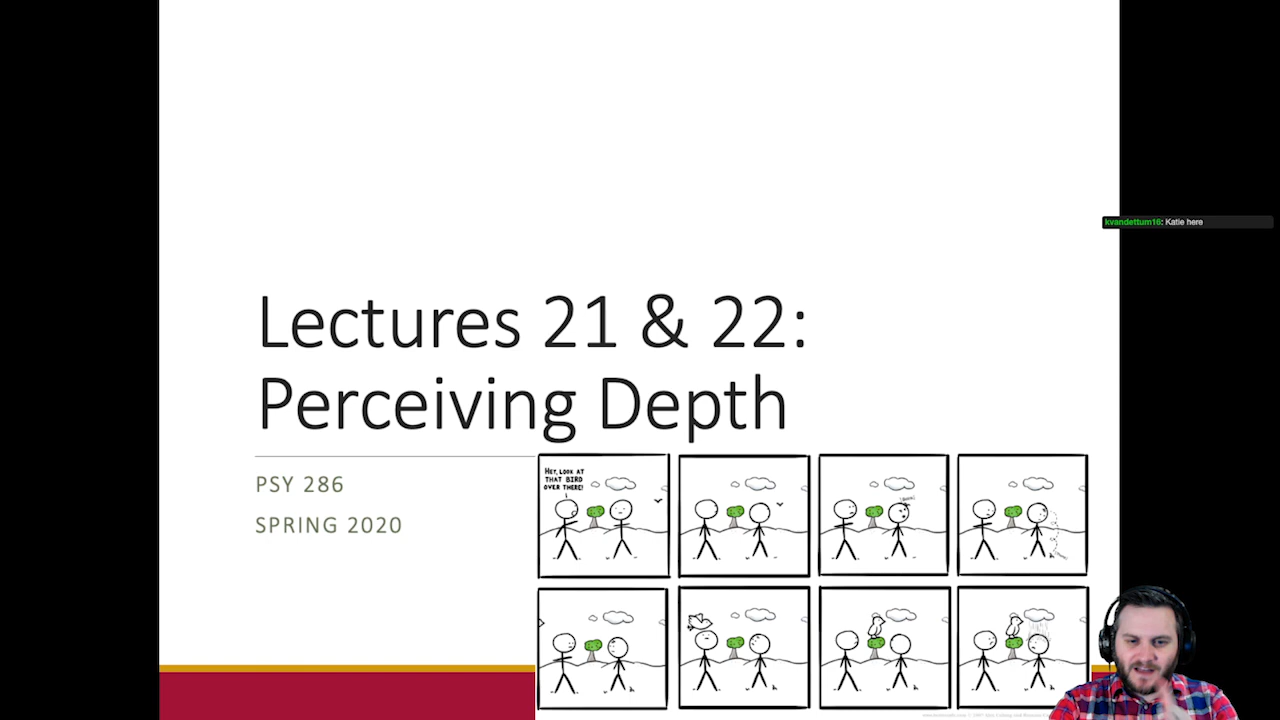 kvandettum16: Katie here
Lectures 21 & 22:
Perceiving Depth
PSY 286
SPRING 2020
HEY, LOOK AT
THAT BIRD
OVER THERE!